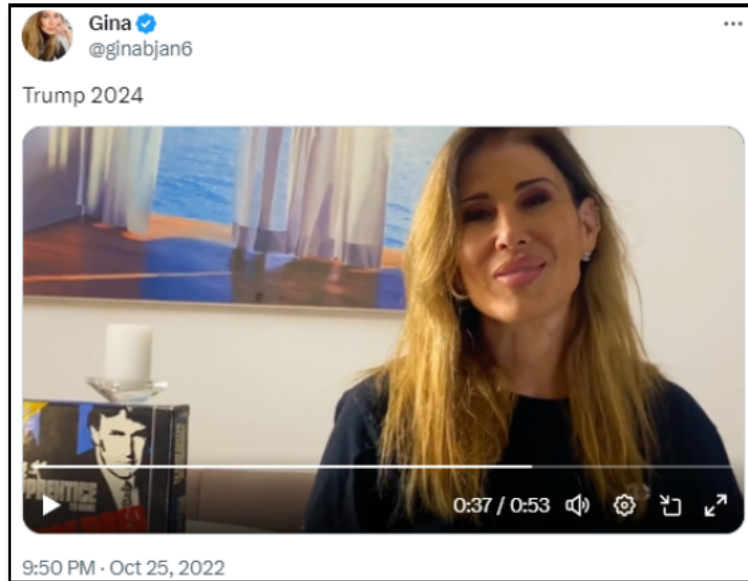 Gina
@ginabjan6
Trump 2024
PRENTICE
0:37 / 0:53
9:50 PM · Oct 25, 2022